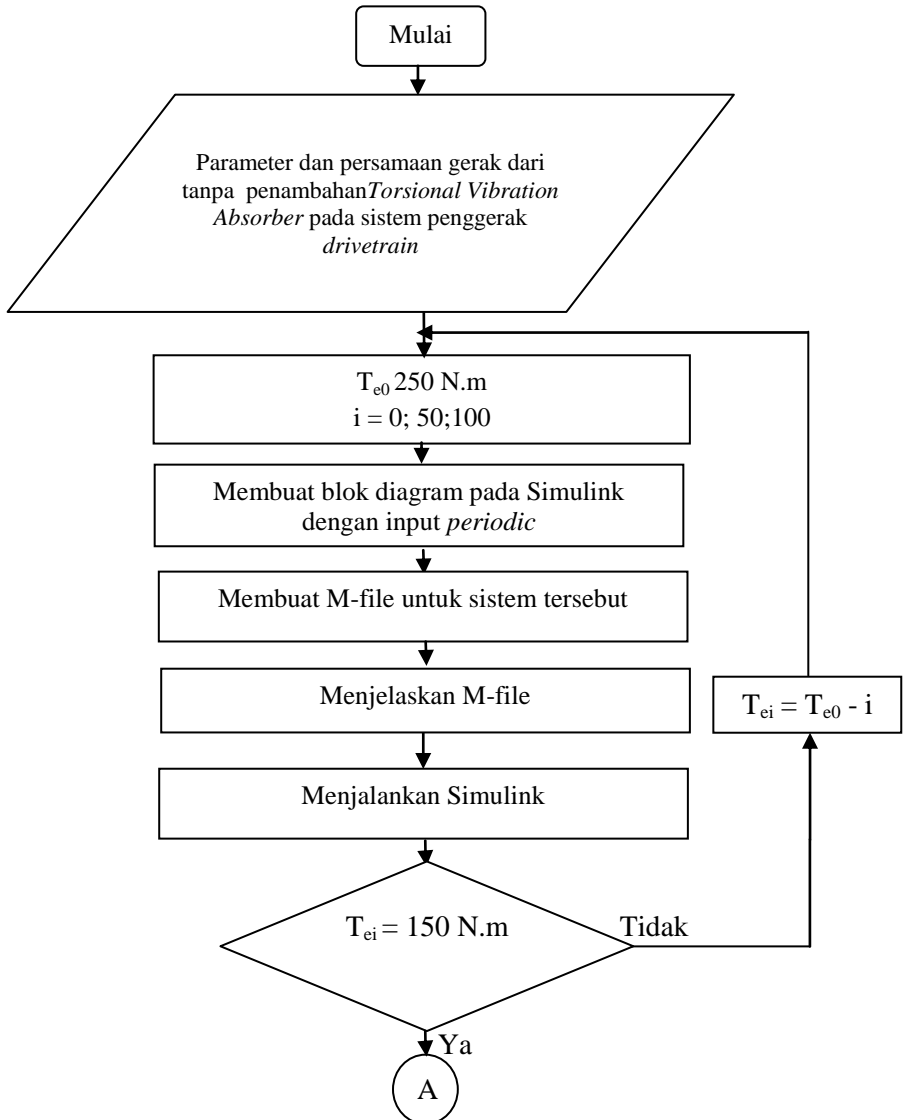 Mulai
Parameter dan persamaan gerak dari
tanpa penambahanTorsional Vibration
Absorber pada sistem penggerak
drivetrain
Te0 250 N.m
i = 0; 50;100
Membuat blok diagram pada Simulink
dengan input periodic
Membuat M-file untuk sistem tersebut
Menjelaskan M-file
Tei = Te0 - i
Menjalankan Simulink
Tei = 150 N.m
Tidak
Ya
A